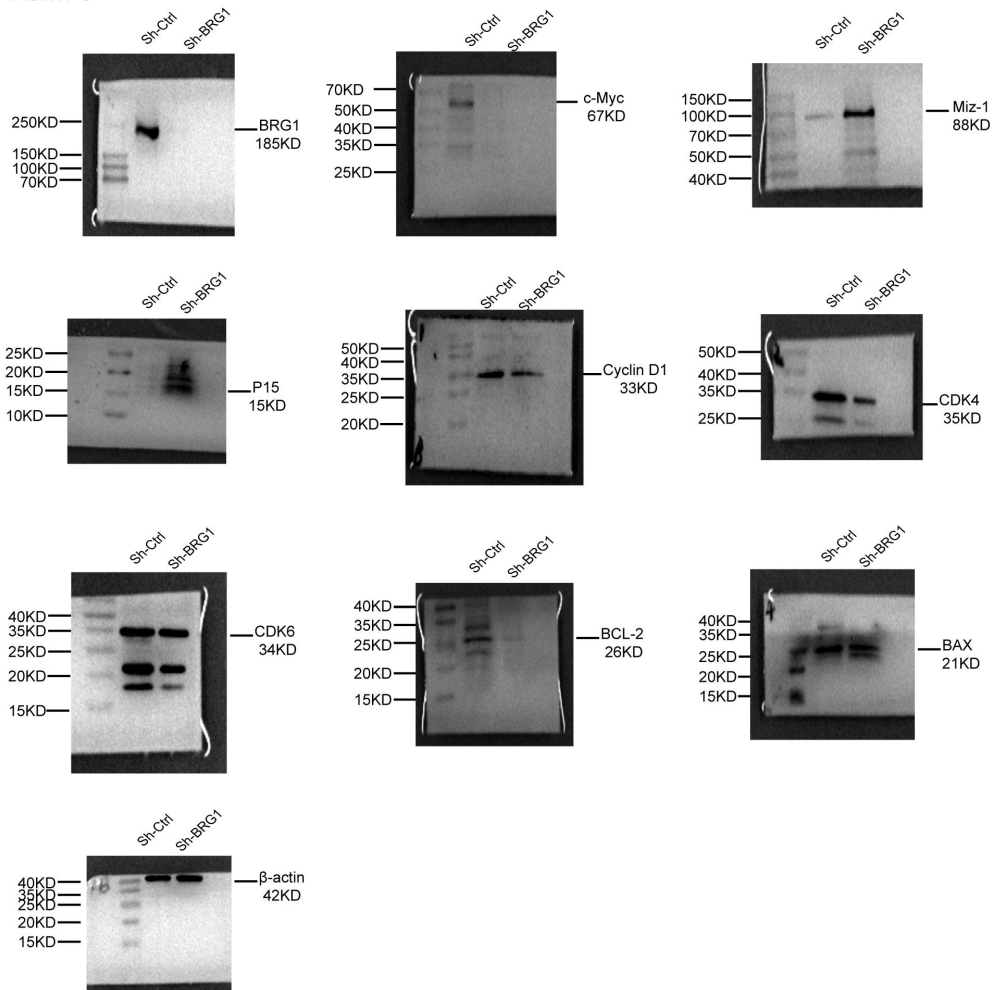 Sh-Ctrl Sh-BRG1
250KD
150KD
100KD
70KD
BRG1
185KD
Sh-Ctrl Sh-BRG1
70KD
50KD
40KD
35KD
25KD
c-Myc
67KD
Sh-Ctrl Sh-BRG1
150KD
100KD
70KD
50KD
40KD
Miz-1
88KD
Sh-Ctrl Sh-BRG1
25KD
20KD
15KD
10KD
P15
15KD
Sh-Ctrl Sh-BRG1
50KD
40KD
35KD
25KD
20KD
Cyclin D1
33KD
Sh-Ctrl Sh-BRG1
50KD
40KD
35KD
25KD
CDK4
35KD
Sh-Ctrl Sh-BRG1
40KD
35KD
25KD
20KD
15KD
CDK6
34KD
Sh-Ctrl Sh-BRG1
40KD
35KD
25KD
15KD
BCL-2
26KD
Sh-Ctrl Sh-BRG1
40KD
35KD
25KD
20KD
15KD
BAX
21KD
Sh-Ctrl Sh-BRG1
40KD
35KD
25KD
20KD
15KD
β-actin
42KD